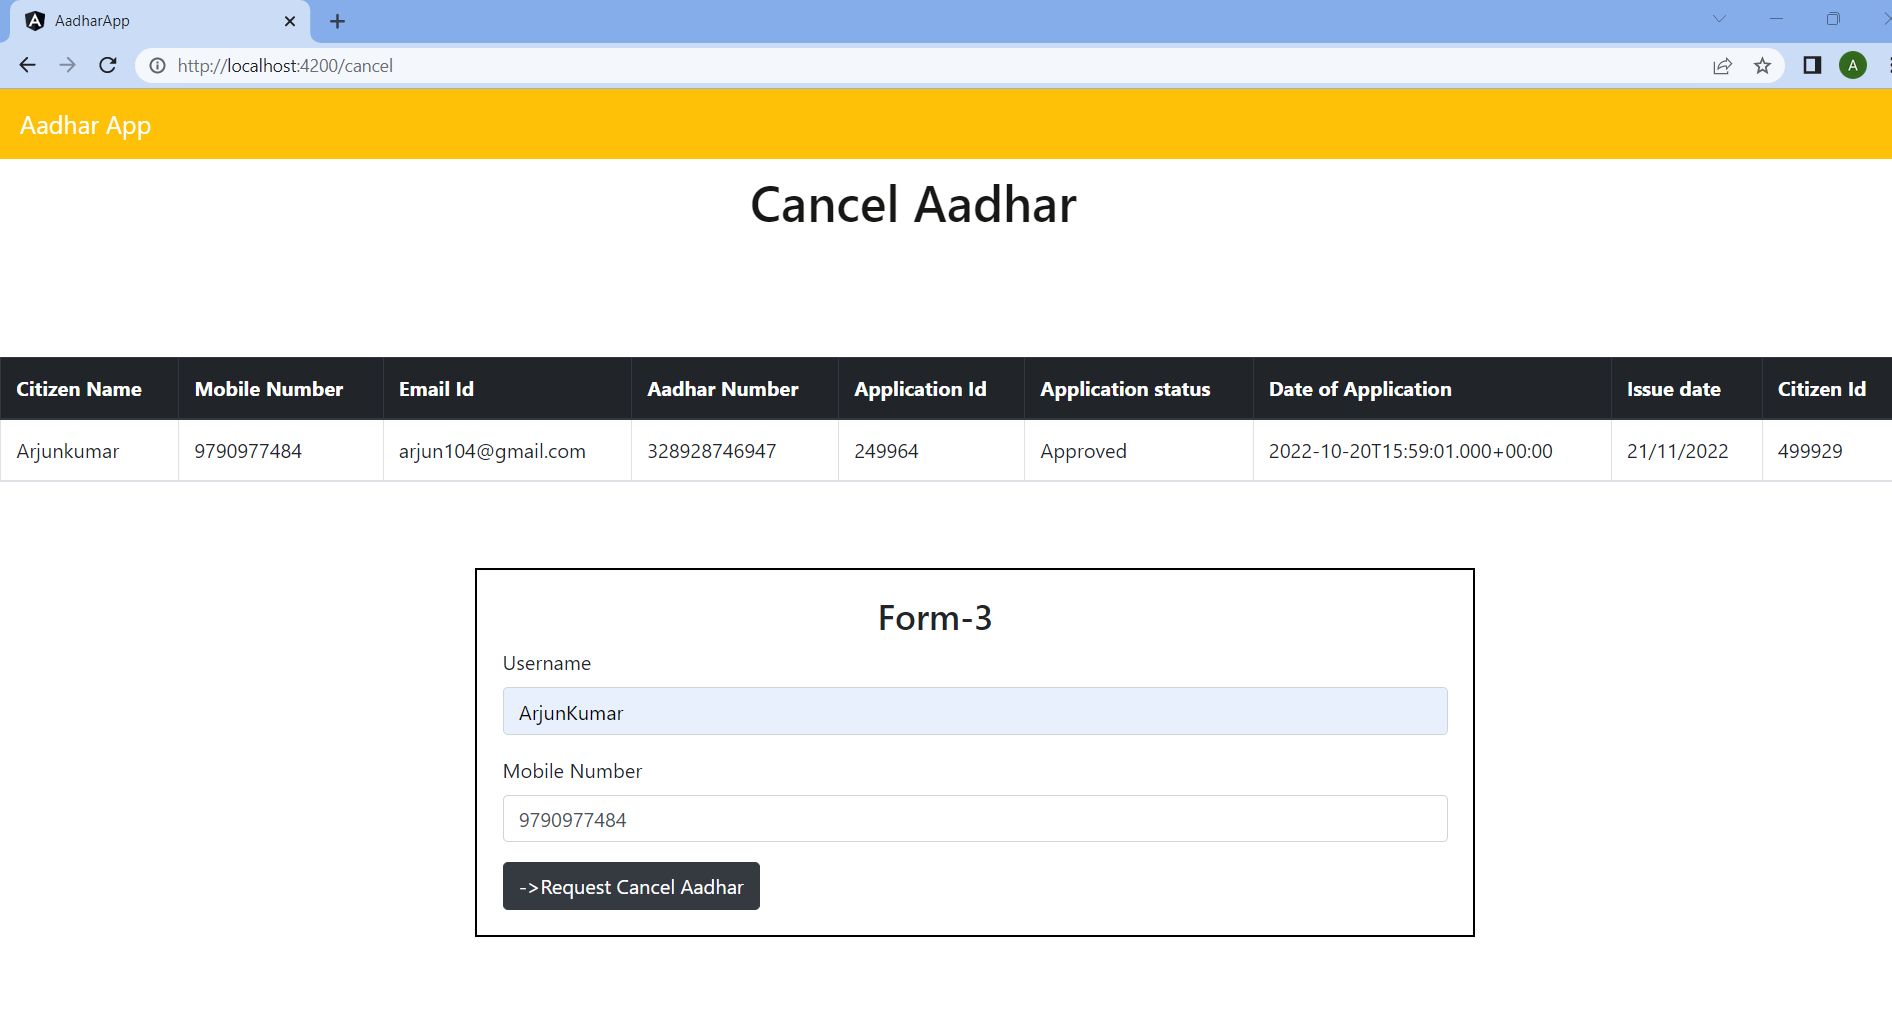 AadharApp
http://localhost:4200/cancel
A
Aadhar App
Cancel Aadhar
Citizen Name Mobile Number Email Id Aadhar Number Application Id Application status Date of Application Issue date Citizen Id
Arjunkumar 9790977484 arjun104@gmail.com 328928746947 249964 Approved 2022-10-20T15:59:01.000+00:00 21/11/2022 499929
Form-3
Username
ArjunKumar
Mobile Number
9790977484
->Request Cancel Aadhar